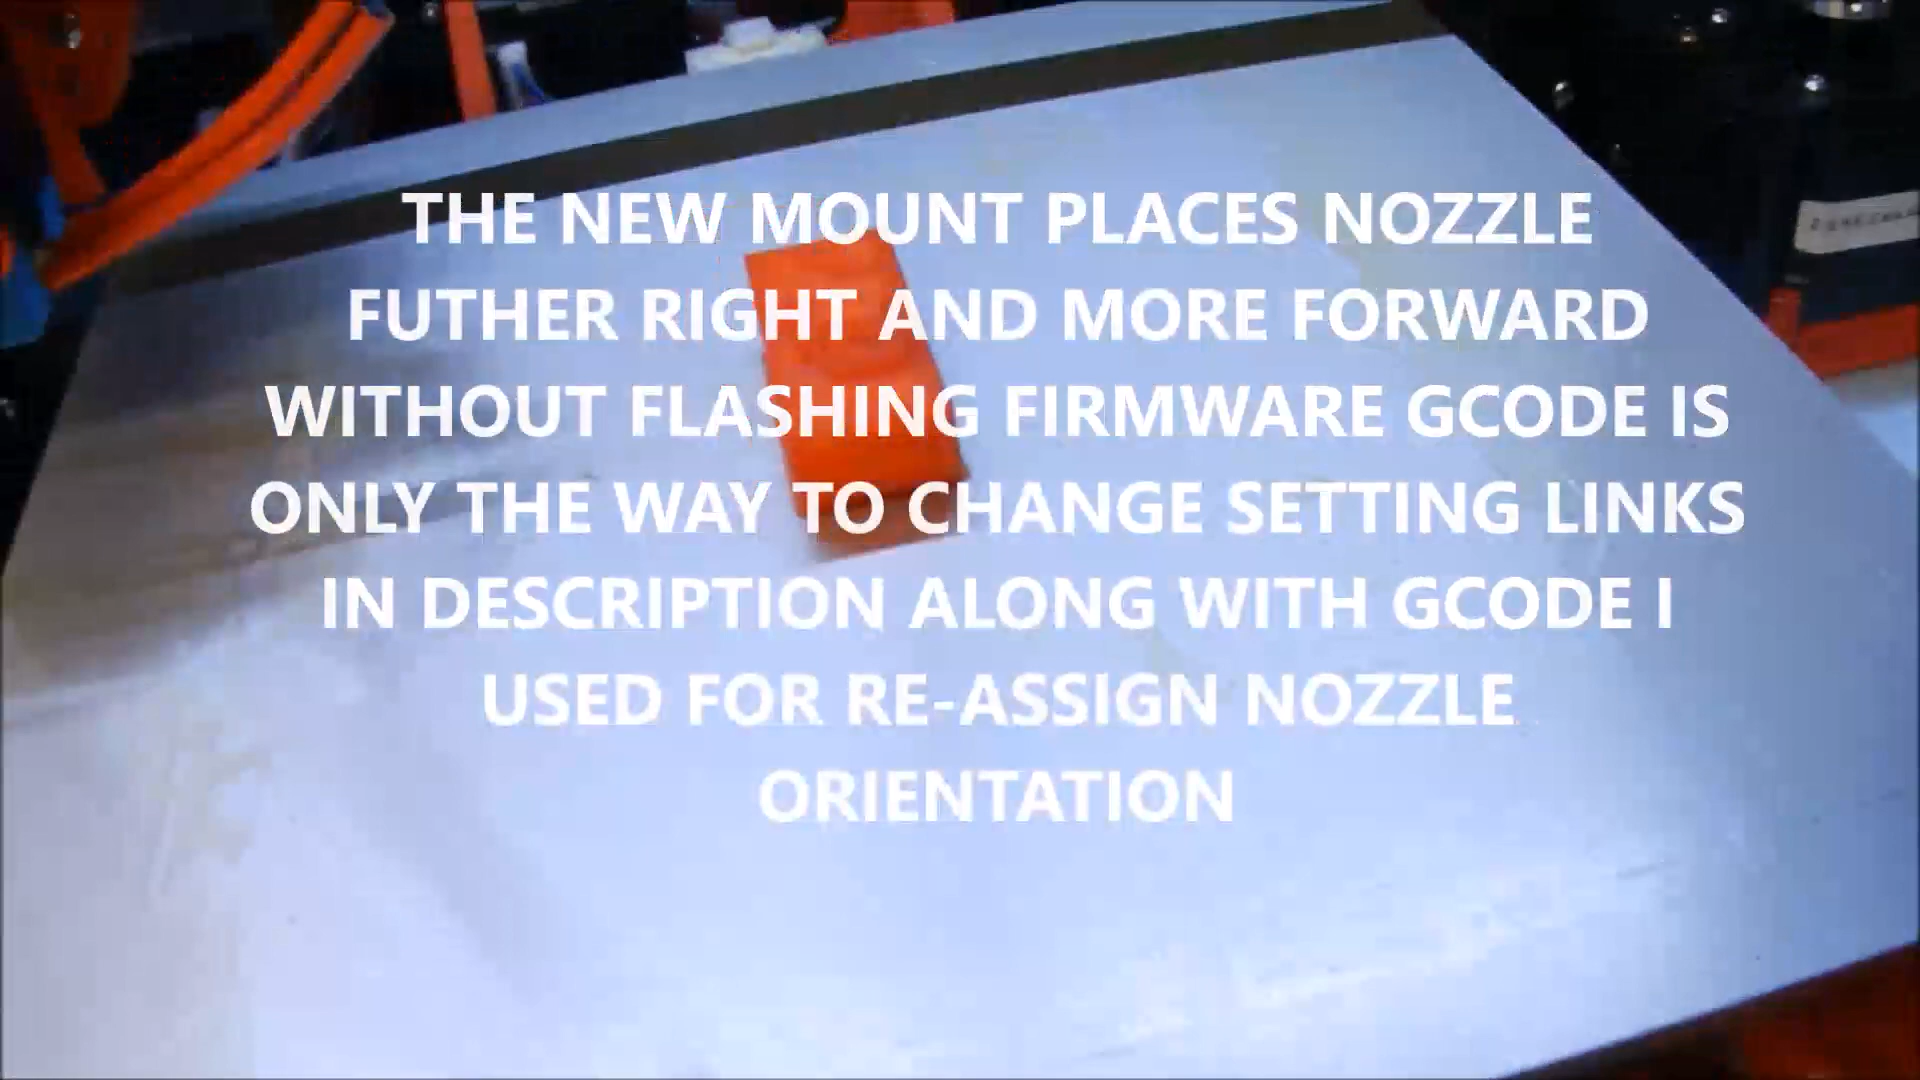 THE NEW MOUNT PLACES NOZZLE
FUTHER RIGHT AND MORE FORWARD
WITHOUT FLASHING FIRMWARE GCODE IS
ONLY THE WAY TO CHANGE SETTING LINKS
IN DESCRIPTION ALONG WITH GCODE I
USED FOR RE-ASSIGN NOZZLE
ORIENTATION